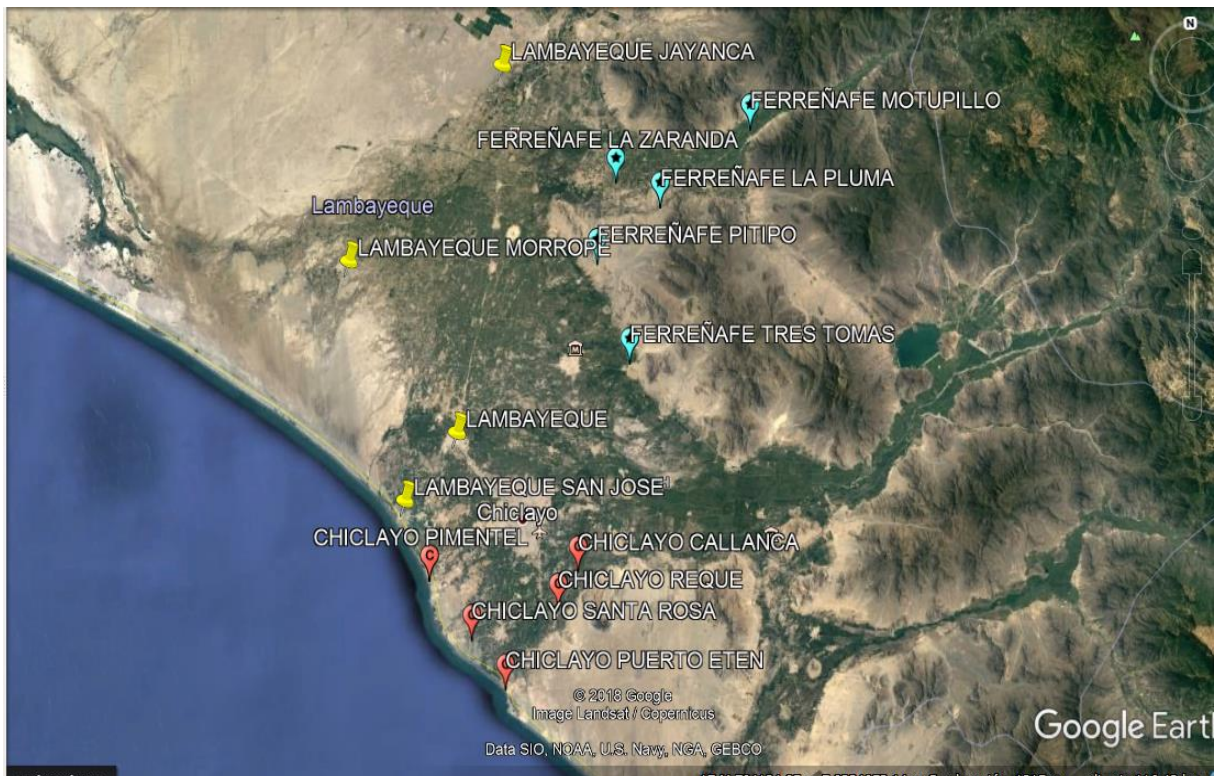 N
LAMBAYEQUE JAYANCA
FERREÑAFE MOTUPILLO
FERREÑAFE LA ZARANDA
FERREÑAFE LA PLUMA
Lambayeque
FERREÑAFE PITIPO
LAMBAYEQUE MORROPE
FERREÑAFE TRES TOMAS
LAMBAYEQUE
LAMBAYEQUE SAN JOSE
Chiclayo
CHICLAYO PIMENTEL
CHICLAYO CALLANCA
C
CHICLAYO REQUE
CHICLAYO SANTA ROSA
CHICLAYO PUERTO ETEN
© 2018 Google
Image Landsat / Copernicus
Google Earth
Data SIO, NOAA, U.S. Navy, NGA, GEBCO